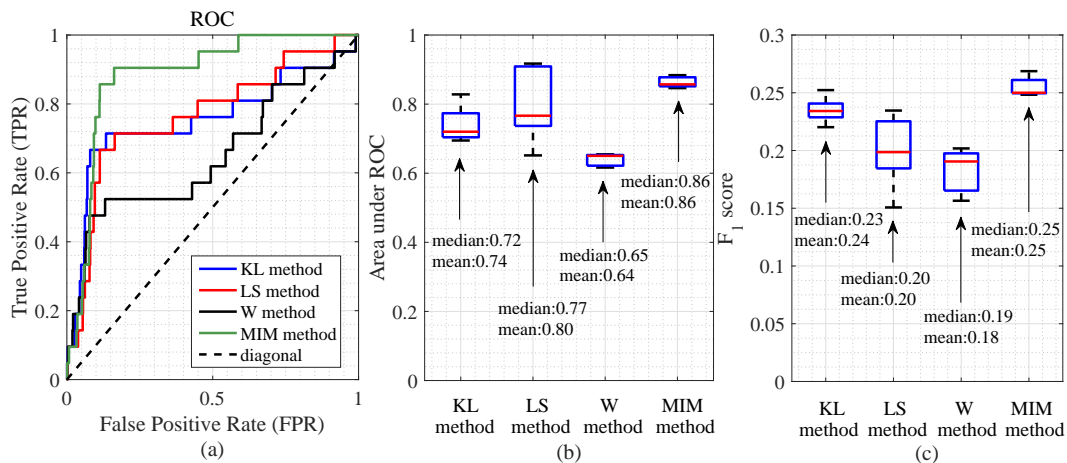 ROC
True Positive Rate (TPR)
1
0.8
0.6
0.4
0.2
0
KL method
LS method
W method
MIM method
diagonal
0
0.5
1
False Positive Rate (FPR)
(a)
Area under ROC
1
0.8
0.6
0.4
0.2
0
median:0.72
mean:0.74
median:0.77
mean:0.80
median:0.65
mean:0.64
median:0.86
mean:0.86
KL
method
LS
method
W
method
MIM
method
(b)
F1 score
0.3
0.25
0.2
0.15
0.1
0.05
0
median:0.23
mean:0.24
median:0.20
mean:0.20
median:0.19
mean:0.18
median:0.25
mean:0.25
KL
method
LS
method
W
method
MIM
method
(c)